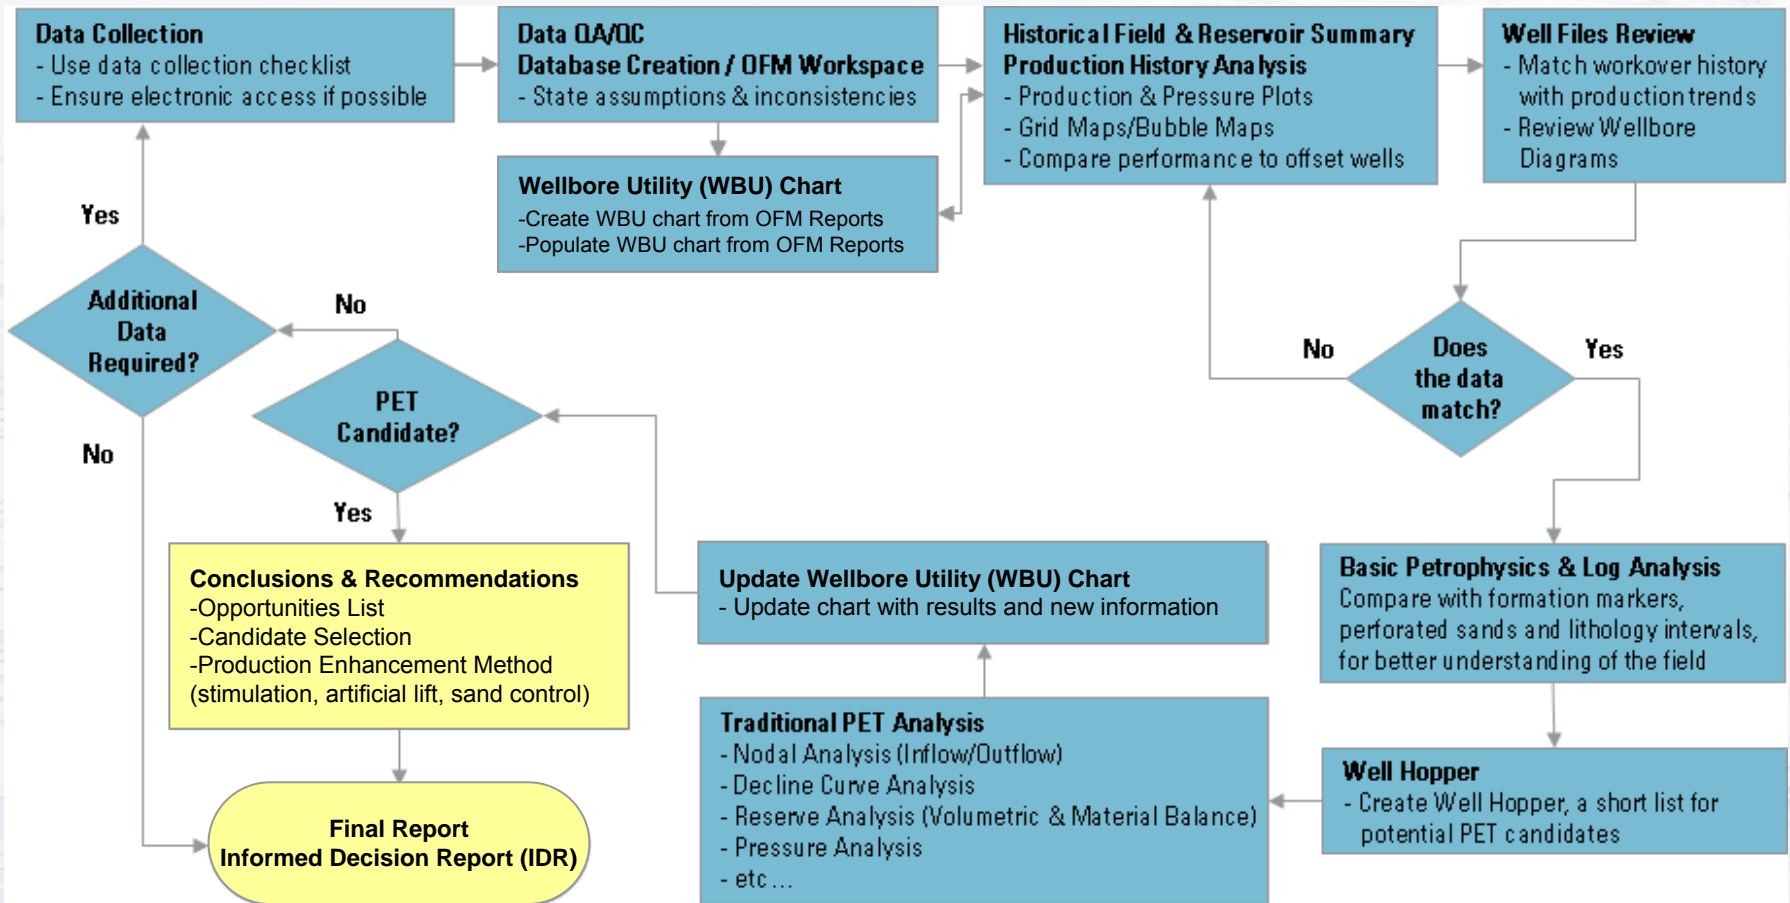 Data Collection
- Use data collection checklist
- Ensure electronic access if possible
Data QA/QC
Database Creation / OFM Workspace
- State assumptions & inconsistencies
Historical Field & Reservoir Summary
Production History Analysis
- Production & Pressure Plots
- Grid Maps/Bubble Maps
- Compare performance to offset wells
Well Files Review
- Match workover history
with production trends
- Review Wellbore
Diagrams
Wellbore Utility (WBU) Chart
-Create WBU chart from OFM Reports
-Populate WBU chart from OFM Reports
Yes
Additional
Data
Required?
No
No
PET
Candidate?
Yes
No
Does
the data
match?
Yes
Conclusions & Recommendations
-Opportunities List
-Candidate Selection
-Production Enhancement Method
(stimulation, artificial lift, sand control)
Update Wellbore Utility (WBU) Chart
- Update chart with results and new information
Basic Petrophysics & Log Analysis
Compare with formation markers,
perforated sands and lithology intervals,
for better understanding of the field
Traditional PET Analysis
- Nodal Analysis (Inflow/Outflow)
- Decline Curve Analysis
- Reserve Analysis (Volumetric & Material Balance)
- Pressure Analysis
- etc ...
Well Hopper
- Create Well Hopper, a short list for
potential PET candidates
Final Report
Informed Decision Report (IDR)